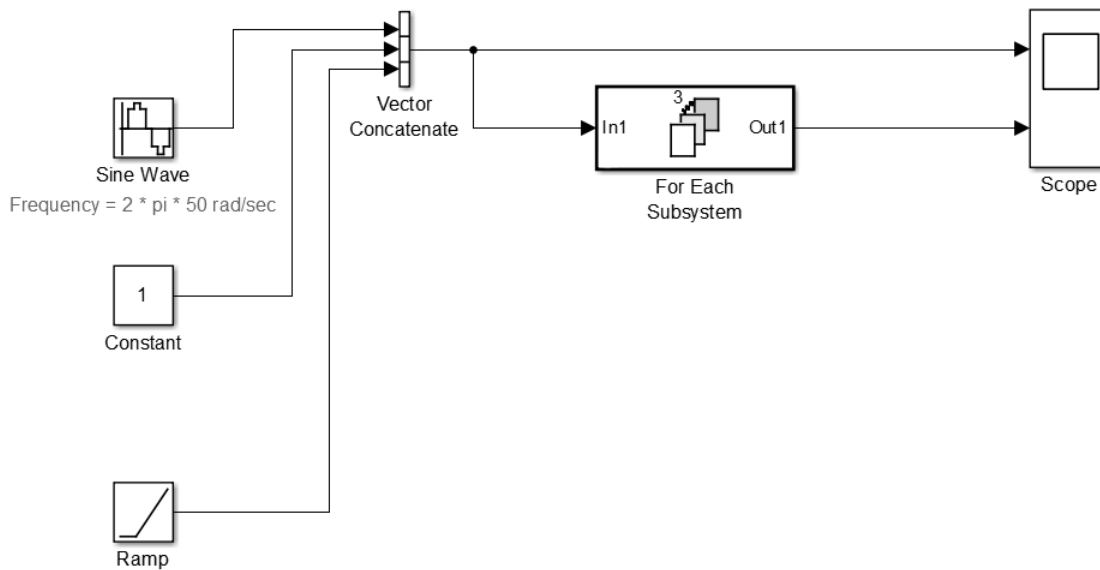 Vector
Concatenate
3
In1
Out1
For Each
Subsystem
Scope
Sine Wave
Frequency = 2 * pi * 50 rad/sec
1
Constant
Ramp